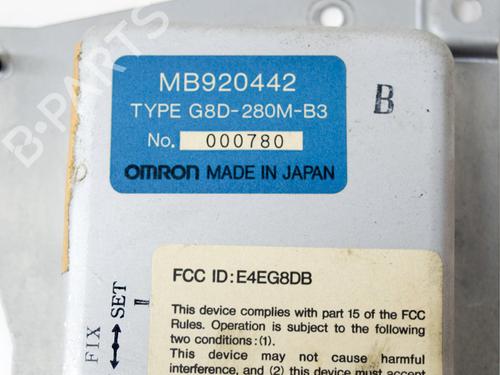 MB920442
TYPE G8D-280M-B3
No. 000780
OMRON MADE IN JAPAN
B
FCC ID: E4EG8DB
This device complies with part 15 of the FCC
Rules. Operation is subject to the following
two conditions: (1).
This device may not cause harmful
interference, and (2) this device must accept
FIX ↔ SET
I
B-PARTS